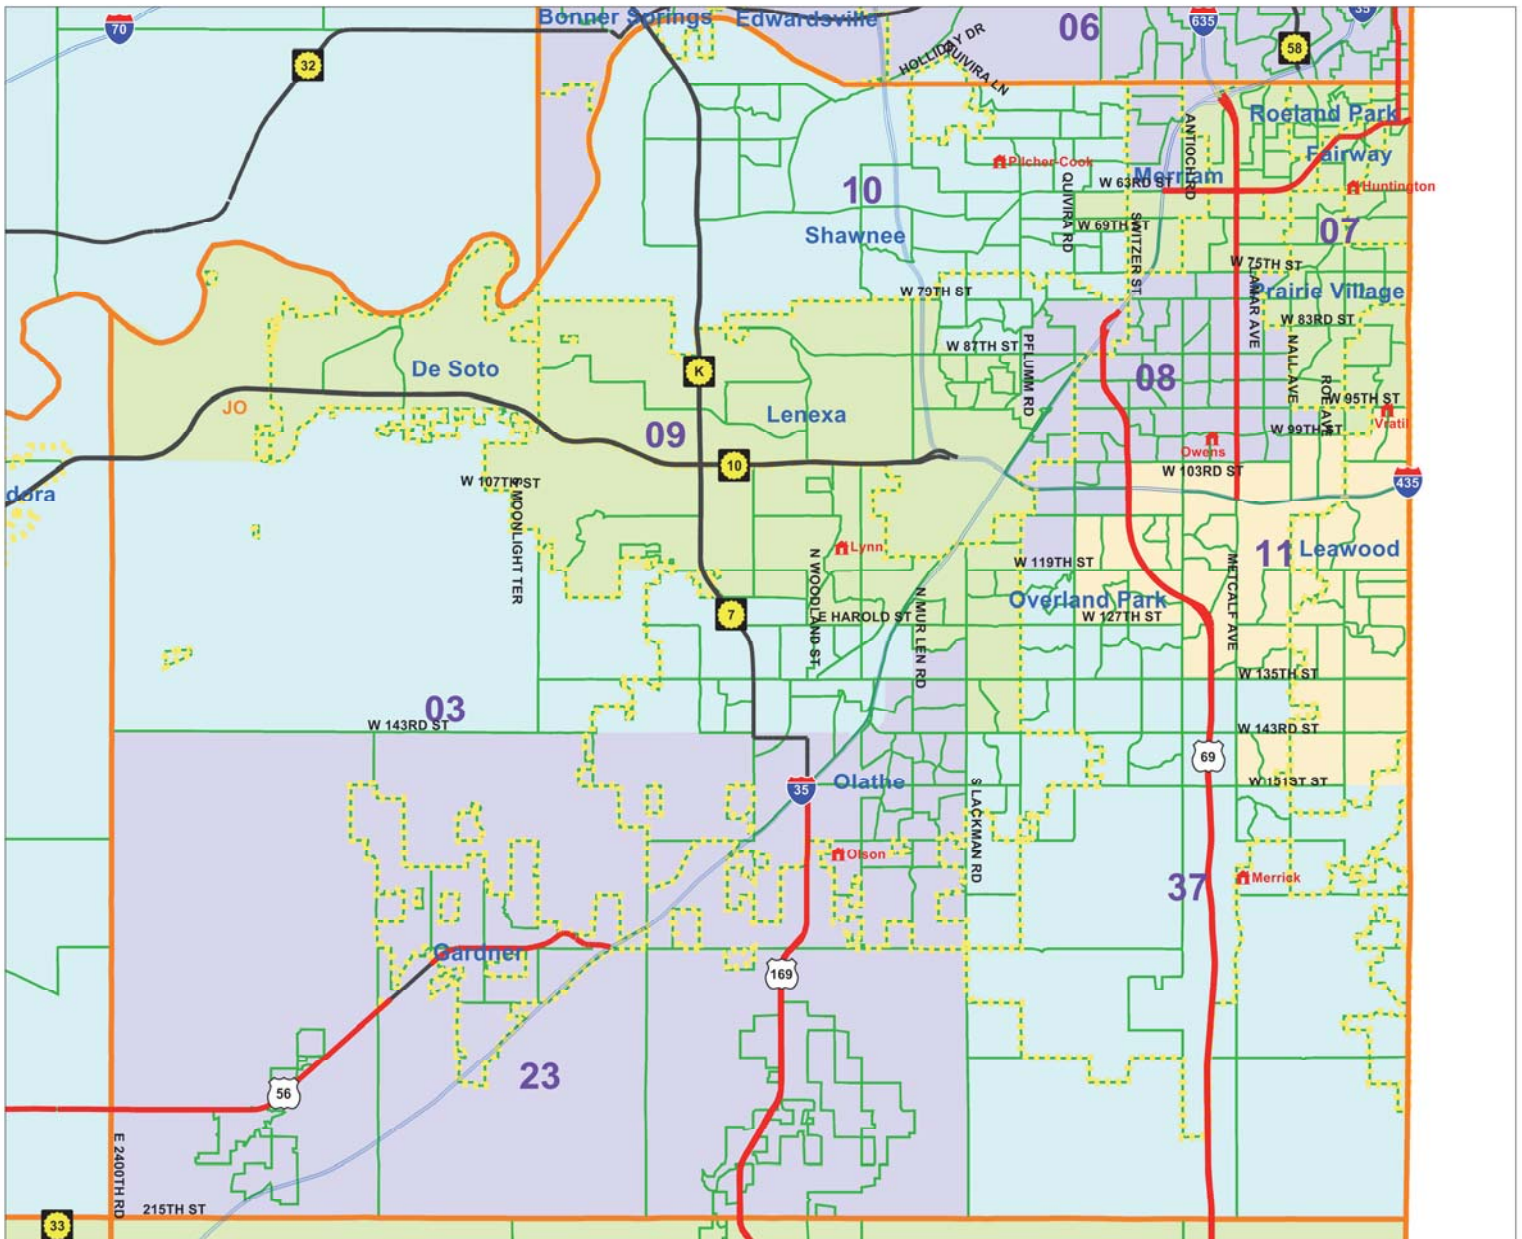 Bonner Springs
Edwardsville
06
70
635
35
32
58
HOLLIDAY DR
QUIVIRA LN
Roeland Park
ANTIOCH RD
Fairway
Pilcher-Cook
Merriam
W 63RD ST
Huntington
10
QUIVIRA RD
W 69TH ST
SWITZER ST
07
Shawnee
W 75TH ST
LAMAR AVE
W 79TH ST
Prairie Village
W 83RD ST
W 87TH ST
PFLUMM RD
NALL AVE
De Soto
K
08
ROE AVE
W 95TH ST
JO
Lenexa
Vratil
09
W 99TH ST
Owens
10
W 103RD ST
W 107TH ST
435
dora
S MOONLIGHT TER
Lynn
11
Leawood
N WOODLAND ST
W 119TH ST
METCALF AVE
Overland Park
7
E HAROLD ST
N MUR LEN RD
W 127TH ST
W 135TH ST
03
W 143RD ST
W 143RD ST
69
Olathe
35
W 151ST ST
S LACKMAN RD
Olson
37
Merrick
Gardner
169
23
56
E 2400TH RD
215TH ST
33